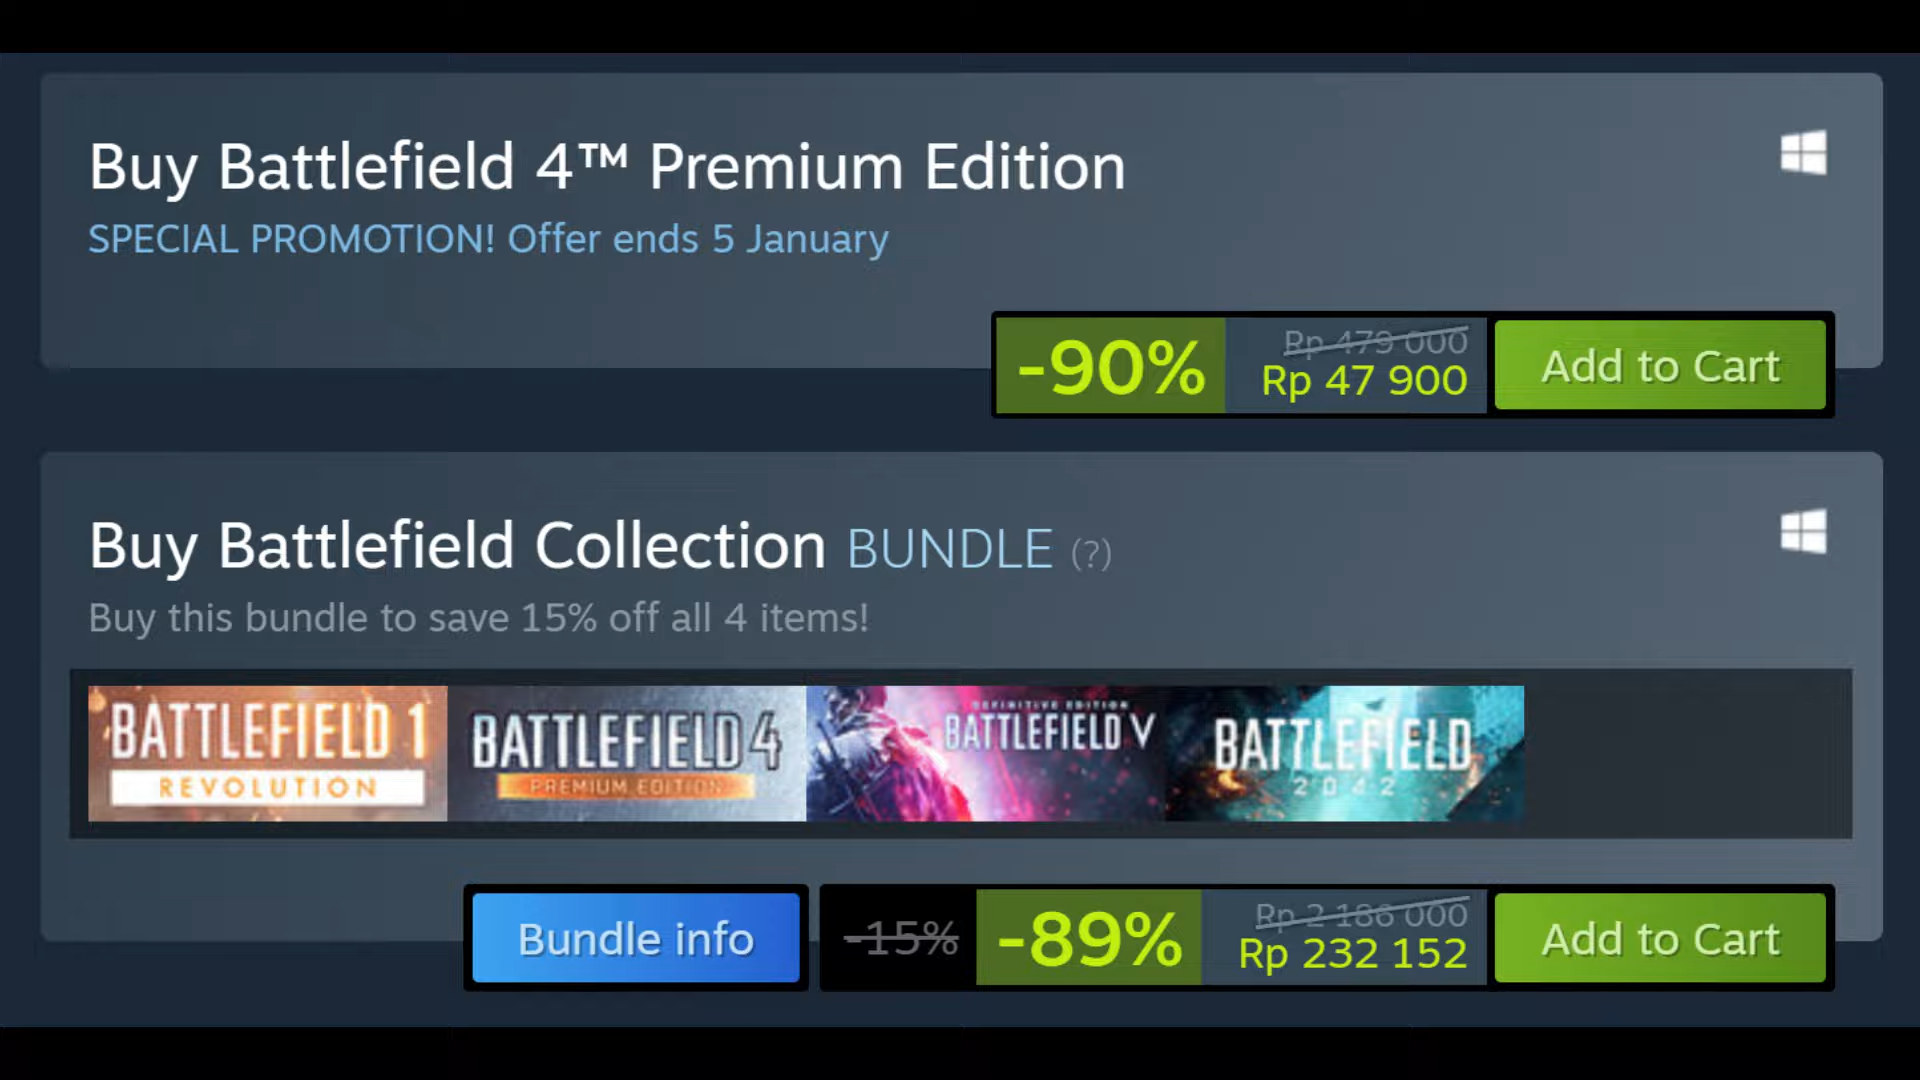 Buy Battlefield 4™ Premium Edition
SPECIAL PROMOTION! Offer ends 5 January
-90%
Rp 479 000
Rp 47 900
Add to Cart
Buy Battlefield Collection BUNDLE (?)
Buy this bundle to save 15% off all 4 items!
BATTLEFIELD 1
REVOLUTION
BATTLEFIELD 4
PREMIUM EDITION
DEFINITIVE EDITION
BATTLEFIELD V
BATTLEFIELD
2042
Bundle info
-15%
-89%
Rp 2 186 000
Rp 232 152
Add to Cart